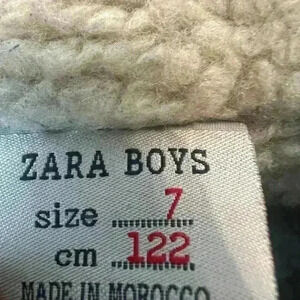 ZARA BOYS
size ........ 7
cm ..122..
MADE IN MOROCCO